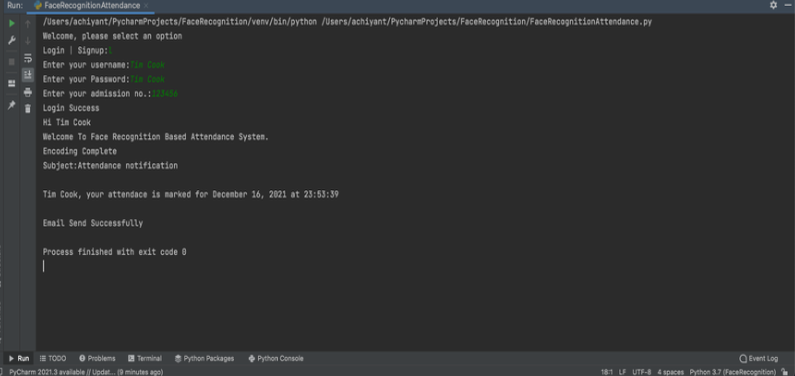 Run: FaceRecognitionAttendance
/Users/achiyant/PycharmProjects/FaceRecognition/venv/bin/python /Users/achiyant/PycharmProjects/FaceRecognition/FaceRecognitionAttendance.py
Welcome, please select an option
Login | Signup:l
Enter your username:Tim Cook
Enter your Password:Tim Cook
Enter your admission no.:123456
Login Success
Hi Tim Cook
Welcome To Face Recognition Based Attendance System.
Encoding Complete
Subject:Attendance notification
Tim Cook, your attendace is marked for December 16, 2021 at 23:53:39
Email Send Successfully
Process finished with exit code 0
Run TODO Problems Terminal Python Packages Python Console Event Log
PyCharm 2021.3 available // Updat... (9 minutes ago) 18:1 LF UTF-8 4 spaces Python 3.7 (FaceRecognition)